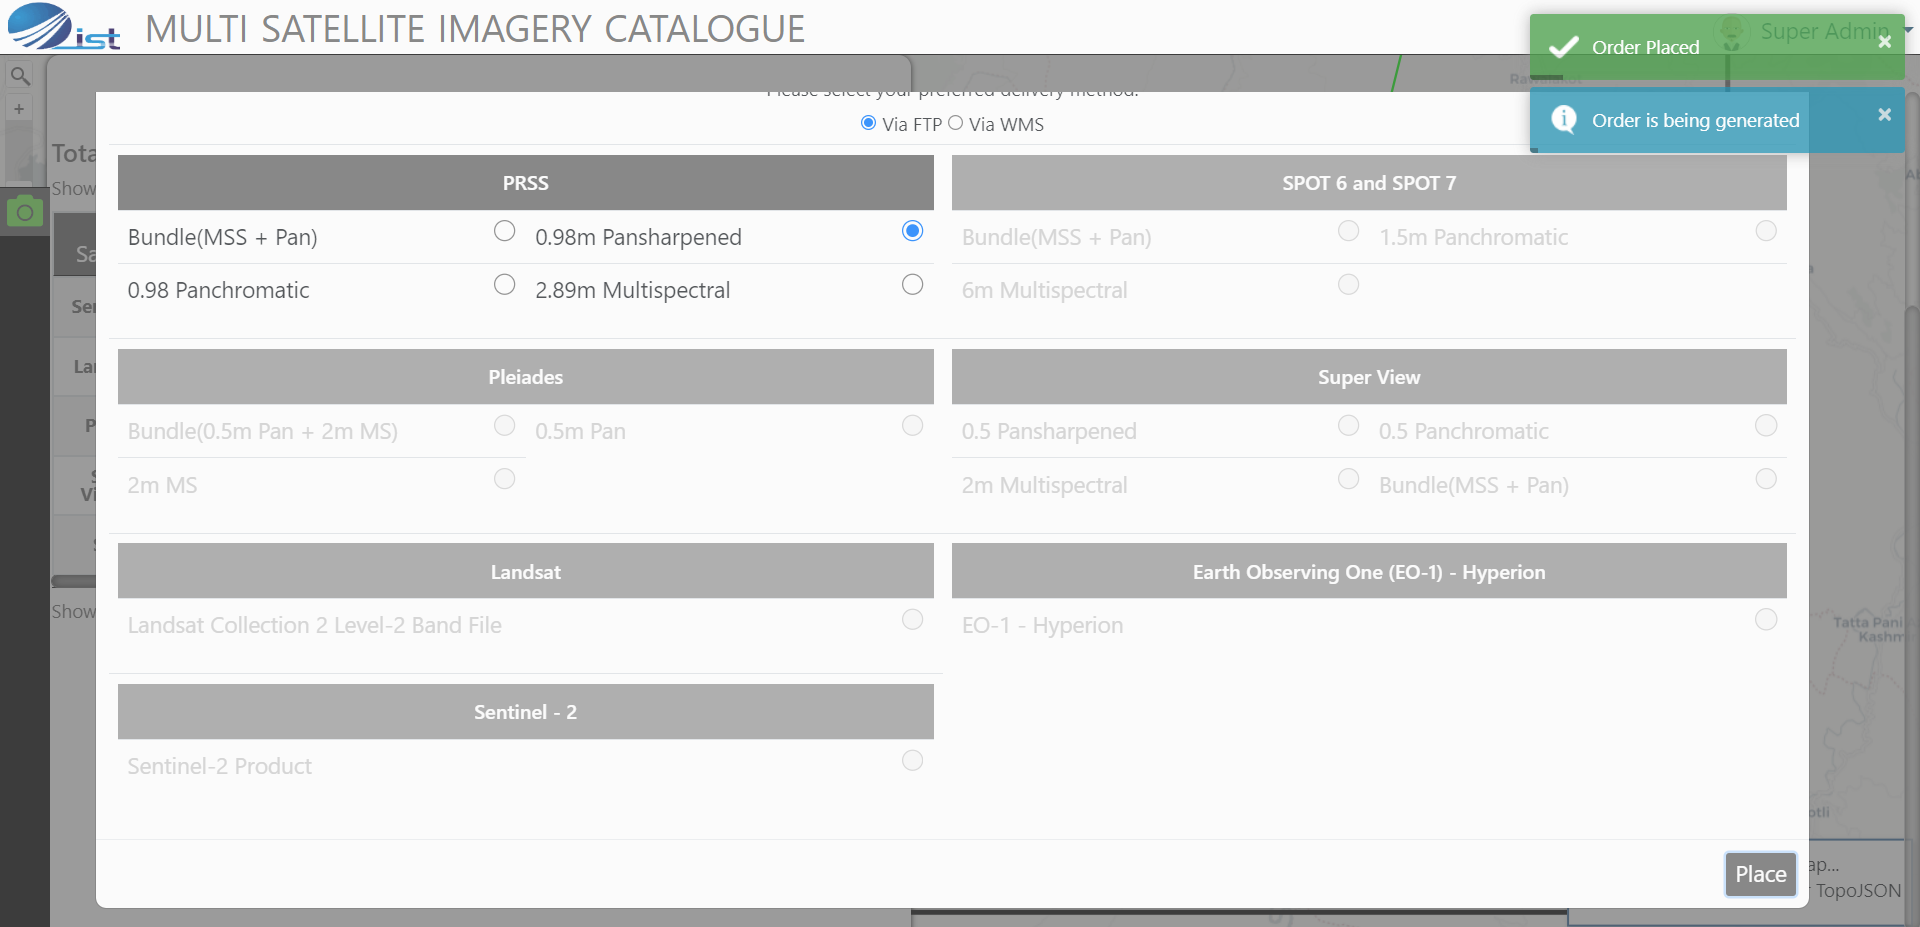 ist MULTI SATELLITE IMAGERY CATALOGUE
Super Admin
Order Placed
Order is being generated
Please select your preferred delivery method.
Via FTP Via WMS
PRSS
Bundle(MSS + Pan) 0.98m Pansharpened
0.98 Panchromatic 2.89m Multispectral
SPOT 6 and SPOT 7
Bundle(MSS + Pan) 1.5m Panchromatic
6m Multispectral
Pleiades
Bundle(0.5m Pan + 2m MS) 0.5m Pan
2m MS
Super View
0.5 Pansharpened 0.5 Panchromatic
2m Multispectral Bundle(MSS + Pan)
Landsat
Landsat Collection 2 Level-2 Band File
Earth Observing One (EO-1) - Hyperion
EO-1 - Hyperion
Sentinel - 2
Sentinel-2 Product
Place
Tota
Show
Sa
Ser
Lar
P
S
Vi
S
Show
Tatta Pani
Kashm
otli
ap...
TopoJSON